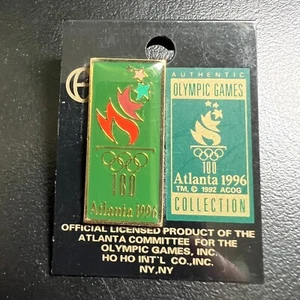 100
Atlanta 1996
AUTHENTIC
OLYMPIC GAMES
100
Atlanta 1996
TM, © 1992 ACOG
COLLECTION
OFFICIAL LICENSED PRODUCT OF THE
ATLANTA COMMITTEE FOR THE
OLYMPIC GAMES, INC.
HO HO INT'L CO., INC.
NY, NY